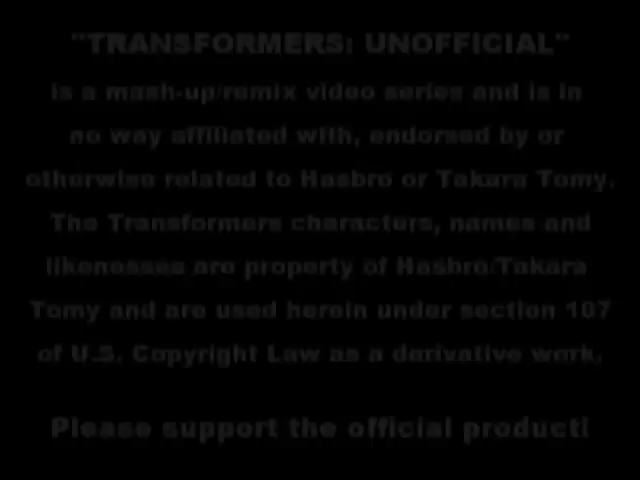 "TRANSFORMERS: UNOFFICIAL"
is a mash-up/remix video series and is in
no way affiliated with, endorsed by or
otherwise related to Hasbro or Takara Tomy.
The Transformers characters, names and
likenesses are property of Hasbro/Takara
Tomy and are used herein under section 107
of U.S. Copyright Law as a derivative work.
Please support the official product!